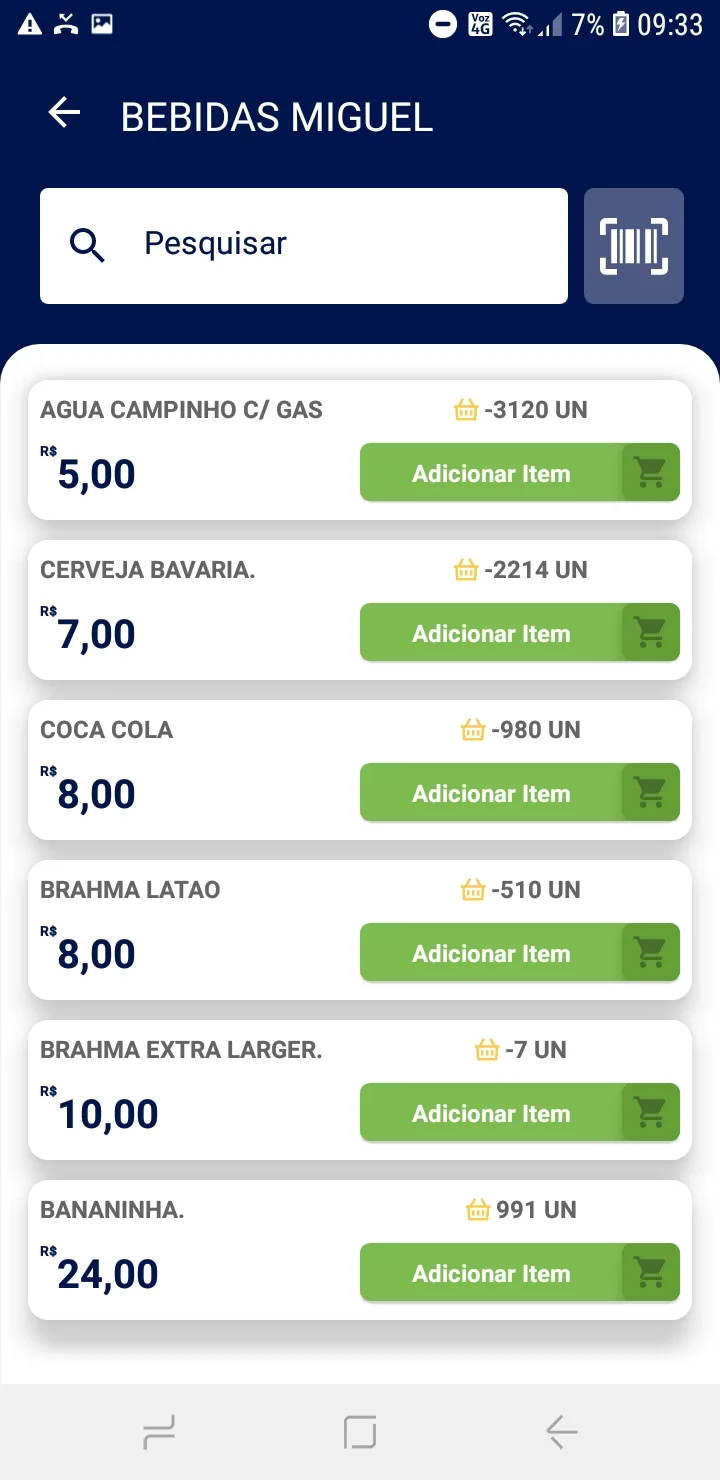 Voz 4G 7% 09:33
BEBIDAS MIGUEL
Pesquisar
AGUA CAMPINHO C/ GAS -3120 UN
R$ 5,00 Adicionar Item
CERVEJA BAVARIA. -2214 UN
R$ 7,00 Adicionar Item
COCA COLA -980 UN
R$ 8,00 Adicionar Item
BRAHMA LATAO -510 UN
R$ 8,00 Adicionar Item
BRAHMA EXTRA LARGER. -7 UN
R$ 10,00 Adicionar Item
BANANINHA. 991 UN
R$ 24,00 Adicionar Item